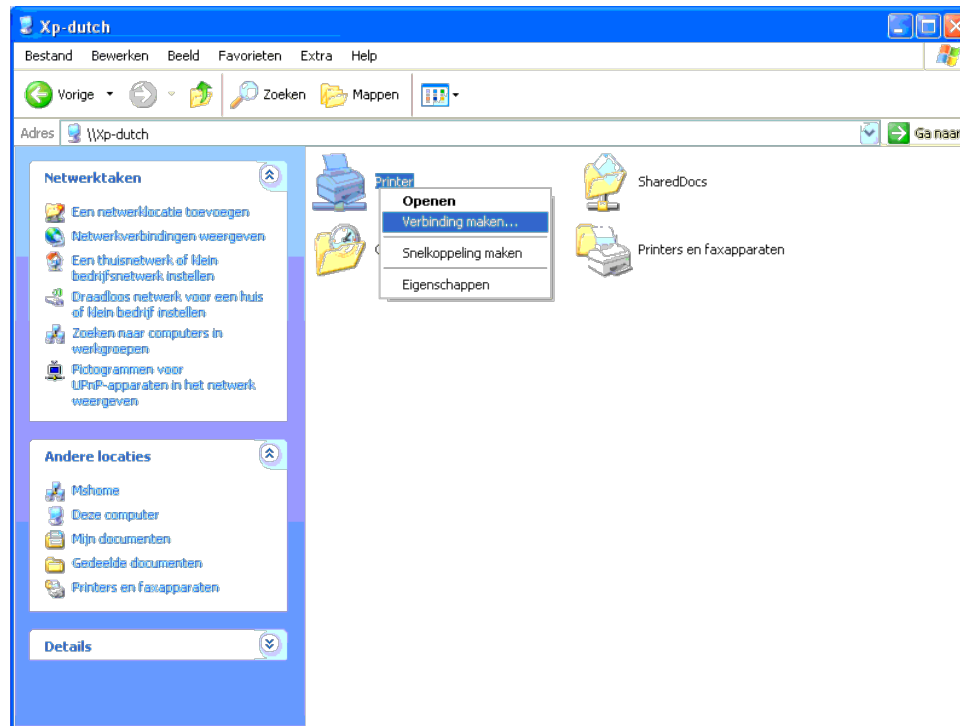 Xp-dutch
Bestand Bewerken Beeld Favorieten Extra Help
Vorige Zoeken Mappen
Adres \\Xp-dutch Ga naar
Netwerktaken
Een netwerklocatie toevoegen
Netwerkverbindingen weergeven
Een thuisnetwerk of klein
bedrijfsnetwerk instellen
Draadloos netwerk voor een huis
of klein bedrijf instellen
Zoeken naar computers in
werkgroepen
Pictogrammen voor
UPnP-apparaten in het netwerk
weergeven
Andere locaties
Mshome
Deze computer
Mijn documenten
Gedeelde documenten
Printers en faxapparaten
Details
Printer
SharedDocs
Openen
Verbinding maken...
Snelkoppeling maken
Eigenschappen
Printers en faxapparaten